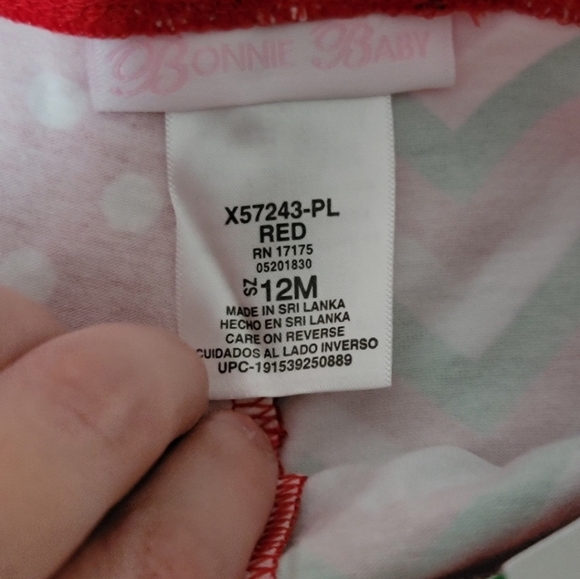 BONNIE BABY
X57243-PL
RED
RN 17175
05201830
SZ 12M
MADE IN SRI LANKA
HECHO EN SRI LANKA
CARE ON REVERSE
CUIDADOS AL LADO INVERSO
UPC-191539250889